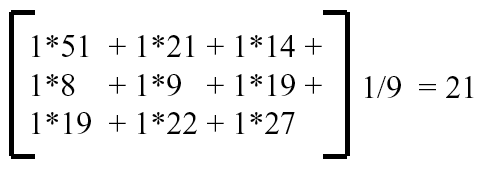 1*51 + 1*21 + 1*14 +
1*8 + 1*9 + 1*19 + 1/9 = 21
1*19 + 1*22 + 1*27